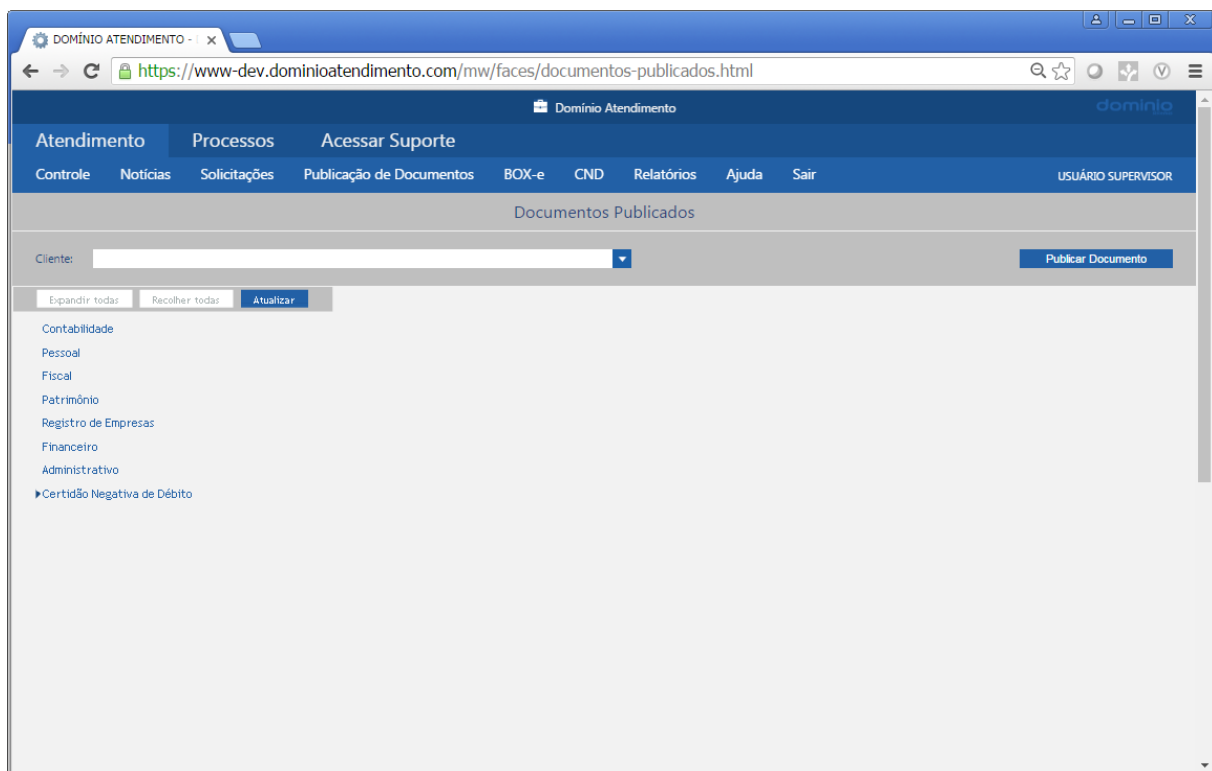 DOMÍNIO ATENDIMENTO -
https://www-dev.dominioatendimento.com/mw/faces/documentos-publicados.html
Domínio Atendimento domínio
Atendimento Processos Acessar Suporte
Controle Notícias Solicitações Publicação de Documentos BOX-e CND Relatórios Ajuda Sair USUÁRIO SUPERVISOR
Documentos Publicados
Cliente: Publicar Documento
Expandir todas Recolher todas Atualizar
Contabilidade
Pessoal
Fiscal
Patrimônio
Registro de Empresas
Financeiro
Administrativo
Certidão Negativa de Débito